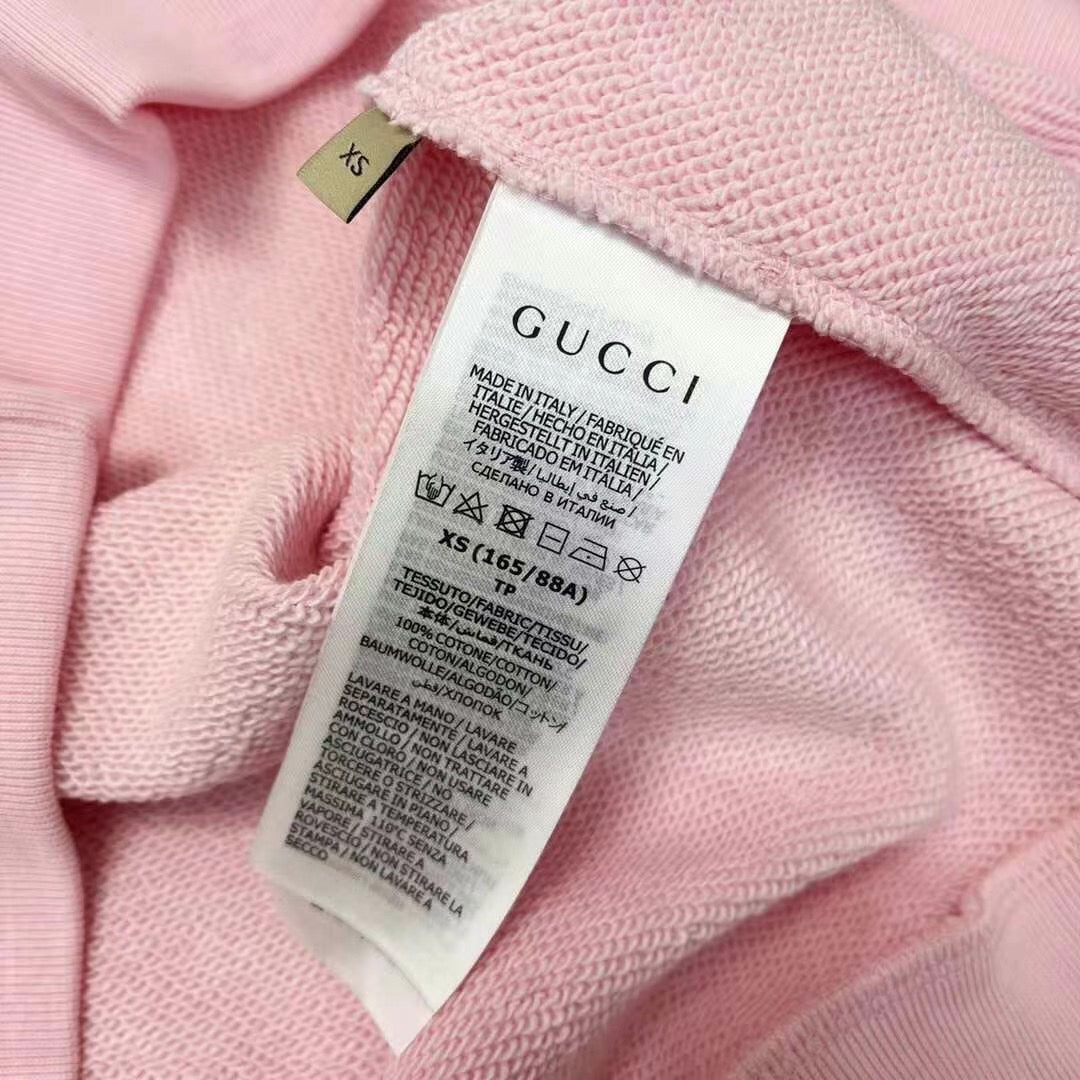 XS
GUCCI
MADE IN ITALY / FABRIQUÉ EN
ITALIE / HECHO EN ITALIA /
HERGESTELLT IN ITALIEN /
FABRICADO EM ITALIA /
イタリア製 / صنع في إيطاليا /
СДЕЛАНО В ИТАЛИИ
XS (165/88A)
TP
TESSUTO/FABRIC/TISSU/
TEJIDO/GEWEBE/TECIDO/
本体/قماش/ТКАНЬ
100% COTONE/COTTON/
COTON/ALGODON/
BAUMWOLLE/ALGODÃO/コットン/
قطن/ХЛОПОК
LAVARE A MANO / LAVARE
SEPARATAMENTE / LAVARE A
ROCESCIO / NON LASCIARE IN
AMMOLLO / NON TRATTARE
CON CLORO / NON USARE
ASCIUGATRICE / NO
TORCERE O STRIZZARE /
ASCIUGARE IN PIANO /
STIRARE A TEMPERATURA
MASSIMA 110°C SENZA
VAPORE / STIRARE A
ROVESCIO / NON STIRARE LA
STAMPA / NON LAVARE A
SECCO